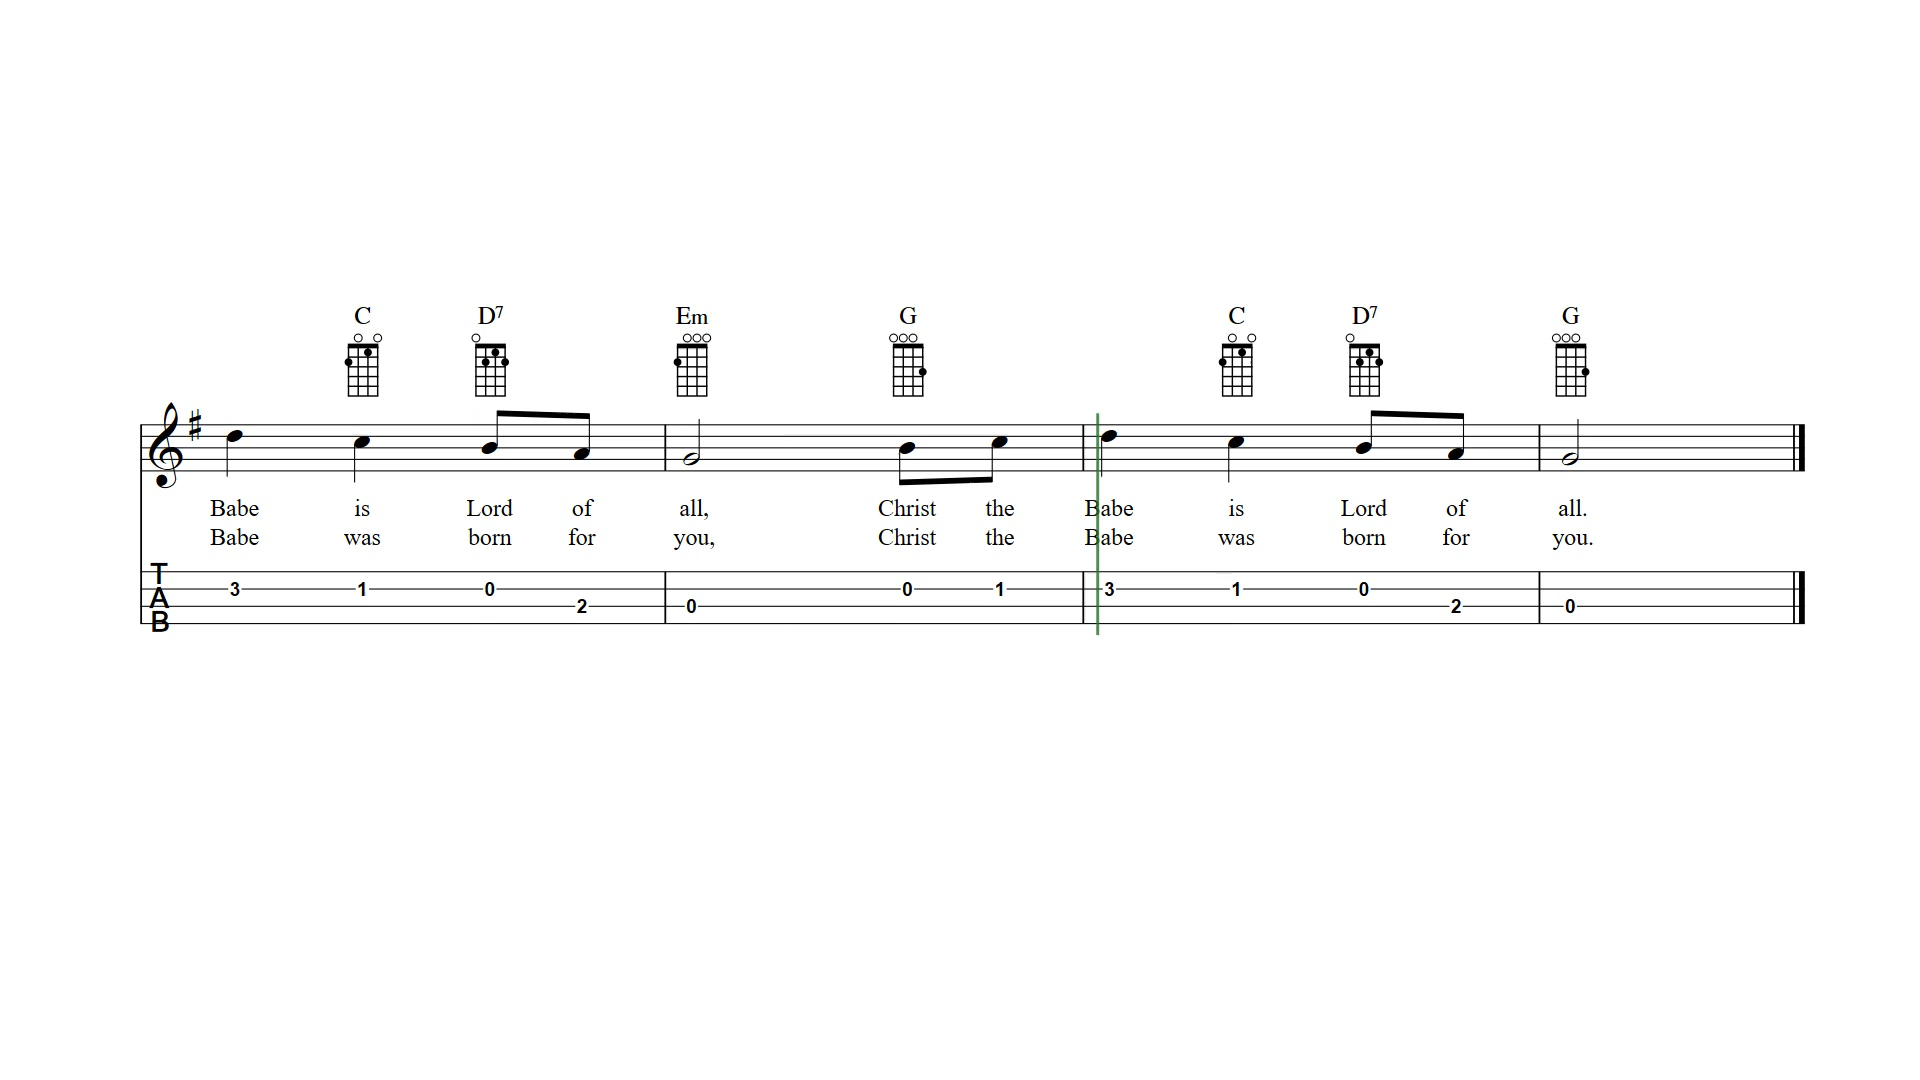 C D7 Em G C D7 G
Babe is Lord of all, Christ the Babe is Lord of all.
Babe was born for you, Christ the Babe was born for you.
T
A
B
3 1 0 2 0 0 1 3 1 0 2 0